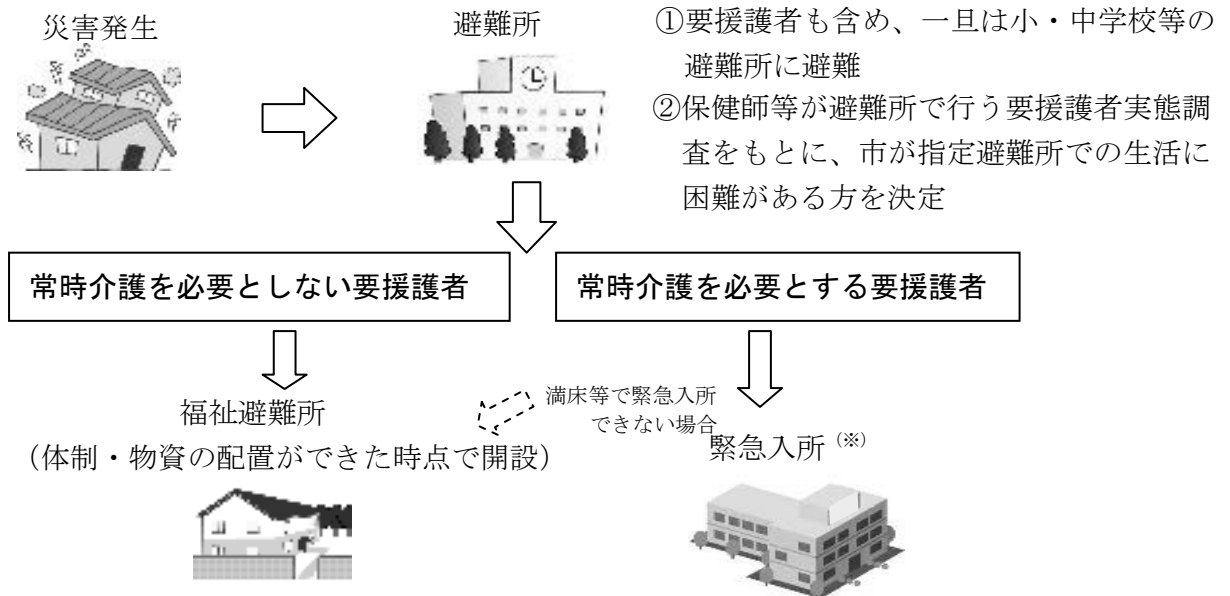 災害発生
避難所
①要援護者も含め、一旦は小・中学校等の
避難所に避難
②保健師等が避難所で行う要援護者実態調
査をもとに、市が指定避難所での生活に
困難がある方を決定
常時介護を必要としない要援護者
常時介護を必要とする要援護者
満床等で緊急入所
できない場合
福祉避難所
(体制・物資の配置ができた時点で開設)
緊急入所(※)